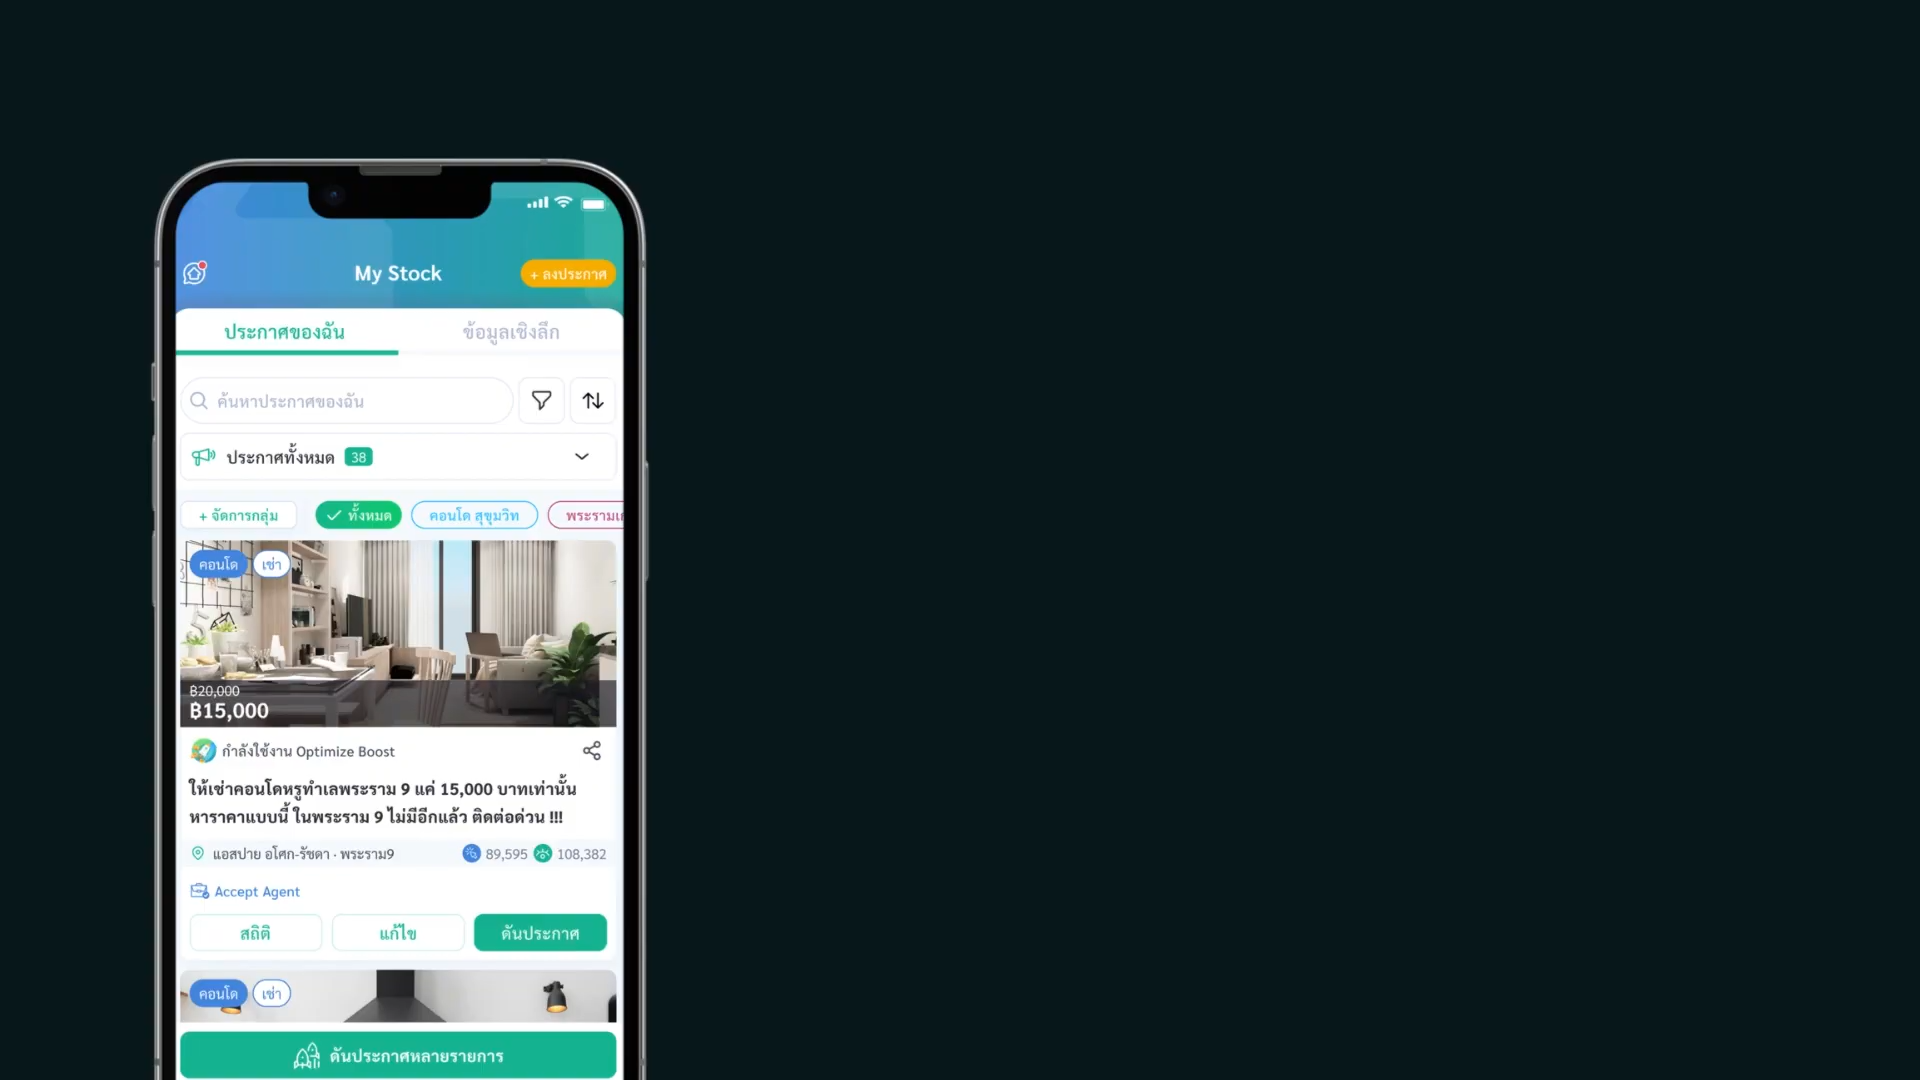 My Stock
+ ลงประกาศ
ประกาศของฉัน
ข้อมูลเชิงลึก
ค้นหาประกาศของฉัน
ประกาศทั้งหมด 38
+ จัดการกลุ่ม
ทั้งหมด
คอนโด สุขุมวิท
คอนโด
เช่า
฿20,000
฿15,000
กำลังใช้งาน Optimize Boost
ให้เช่าคอนโดหรูทำเลพระราม 9 แค่ 15,000 บาทเท่านั้น
หาราคาแบบนี้ ในพระราม 9 ไม่มีอีกแล้ว ติดต่อด่วน !!!
แอสปาย อโศก-รัชดา · พระราม9
89,595
108,382
Accept Agent
สถิติ
แก้ไข
ดันประกาศ
คอนโด
เช่า
ดันประกาศหลายรายการ